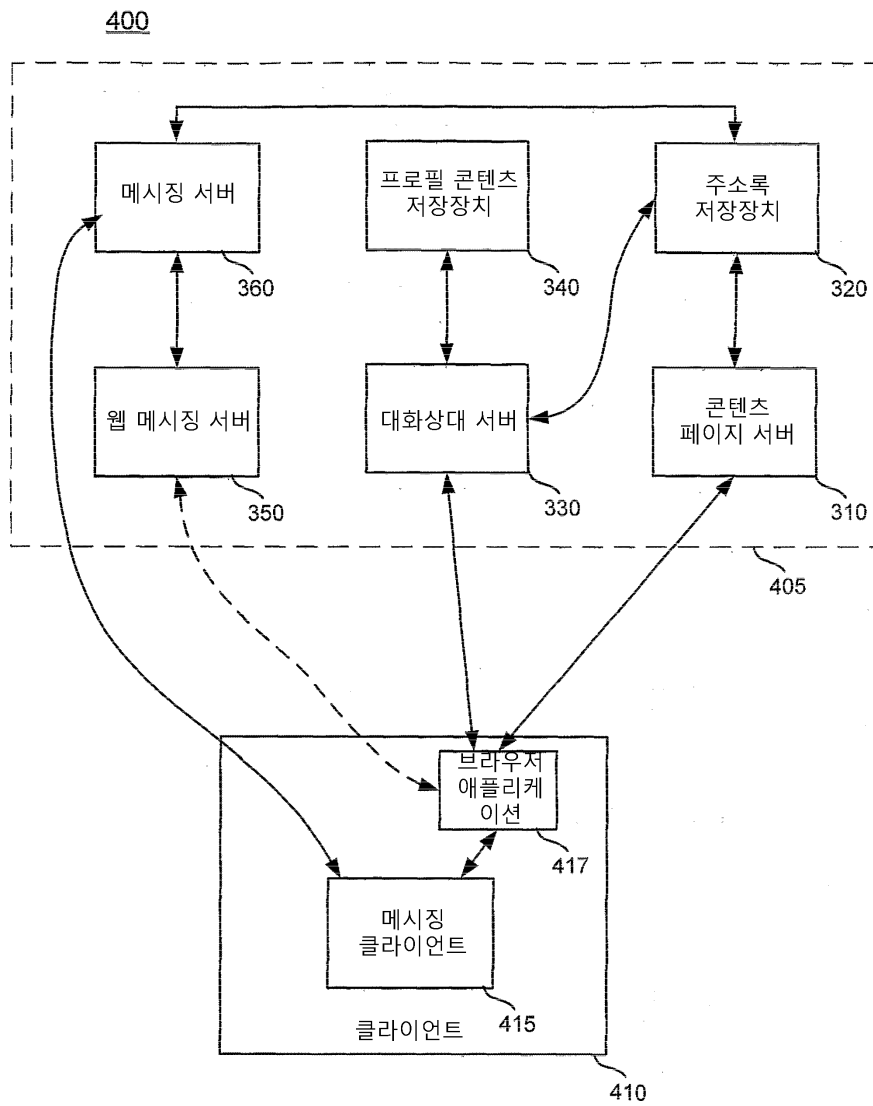 400
메시징 서버
360
프로필 콘텐츠
저장장치
340
주소록
저장장치
320
웹 메시징 서버
350
대화상대 서버
330
콘텐츠
페이지 서버
310
405
브라우저
애플리케
이션
417
메시징
클라이언트
415
클라이언트
410